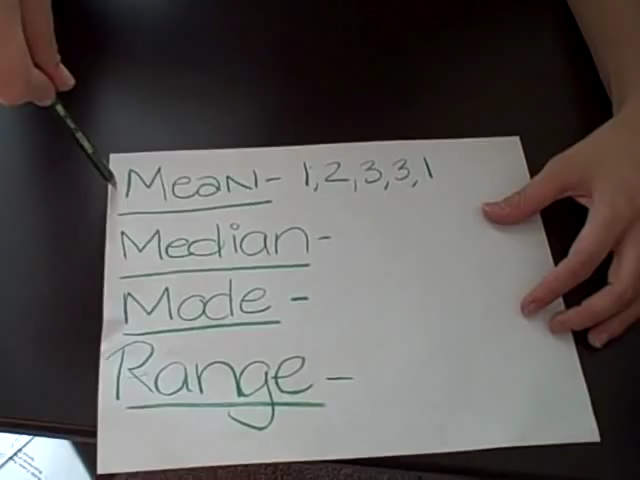 Mean- 1,2,3,3,1
Median-
Mode -
Range -